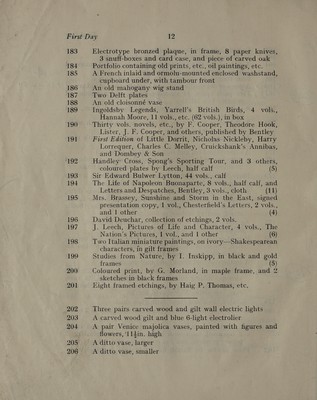 First Day 12
183 Electrotype bronzed plaque, in frame, 8 paper knives,
3 snuff-boxes and card case, and piece of carved oak
184 Portfolio containing old prints, etc., oil paintings, etc.
185 A French inlaid and ormolu-mounted enclosed washstand,
cupboard under, with tambour front
186 An old mahogany wig stand
187 Two Delft plates
188 An old cloisonné vase
189 Ingoldsby Legends, Yarrell's British Birds, 4 vols.,
Hannah Moore, 11 vols., etc. (62 vols.), in box
190 Thirty vols. novels, etc., by F. Cooper, Theodore Hook,
Lister, J. F. Cooper, and others, published by Bentley
191 First Edition of Little Dorrit, Nicholas Nickleby, Harry
Lorrequer, Charles C. Melley, Cruickshank's Annibas,
and Dombey & Son
192 Handley Cross, Spong's Sporting Tour, and 3 others,
coloured plates by Leech, half calf (5)
193 Sir Edward Bulwer Lytton, 44 vols., calf
194 The Life of Napoleon Buonaparte, 8 vols., half calf, and
Letters and Despatches, Bentley, 3 vols., cloth (11)
195 Mrs. Brassey, Sunshine and Storm in the East, signed
presentation copy, 1 vol., Chesterfield's Letters, 2 vols.,
and 1 other (4)
196 David Deuchar, collection of etchings, 2 vols.
197 J. Leech, Pictures of Life and Character, 4 vols., The
Nation's Pictures, 1 vol., and 1 other (6)
198 Two Italian miniature paintings, on ivory—Shakespearean
characters, in gilt frames
199 Studies from Nature, by I. Inskipp, in black and gold
frames (5)
200 Coloured print, by G. Morland, in maple frame, and 2
sketches in black frames
201 Eight framed etchings, by Haig P. Thomas, etc.
202 Three pairs carved wood and gilt wall electric lights
203 A carved wood gilt and blue 6-light electrolier
204 A pair Venice majolica vases, painted with figures and
flowers, 11½in. high
205 A ditto vase, larger
206 A ditto vase, smaller